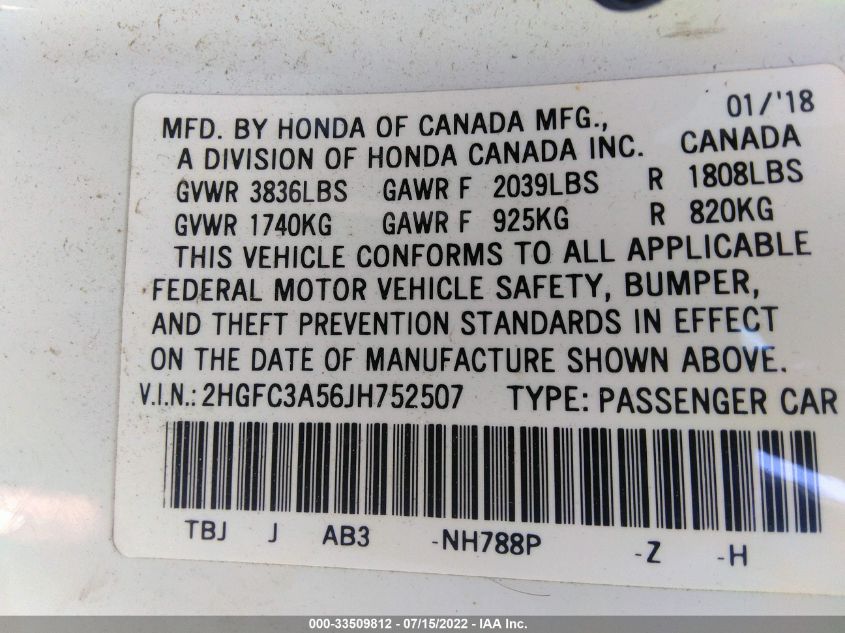 01/'18
MFD. BY HONDA OF CANADA MFG.,
A DIVISION OF HONDA CANADA INC. CANADA
GVWR 3836LBS GAWR F 2039LBS R 1808LBS
GVWR 1740KG GAWR F 925KG R 820KG
THIS VEHICLE CONFORMS TO ALL APPLICABLE
FEDERAL MOTOR VEHICLE SAFETY, BUMPER,
AND THEFT PREVENTION STANDARDS IN EFFECT
ON THE DATE OF MANUFACTURE SHOWN ABOVE.
V.I.N.: 2HGFC3A56JH752507 TYPE: PASSENGER CAR
TBJ J AB3 -NH788P -Z -H
000-33509812 - 07/15/2022 - IAA Inc.